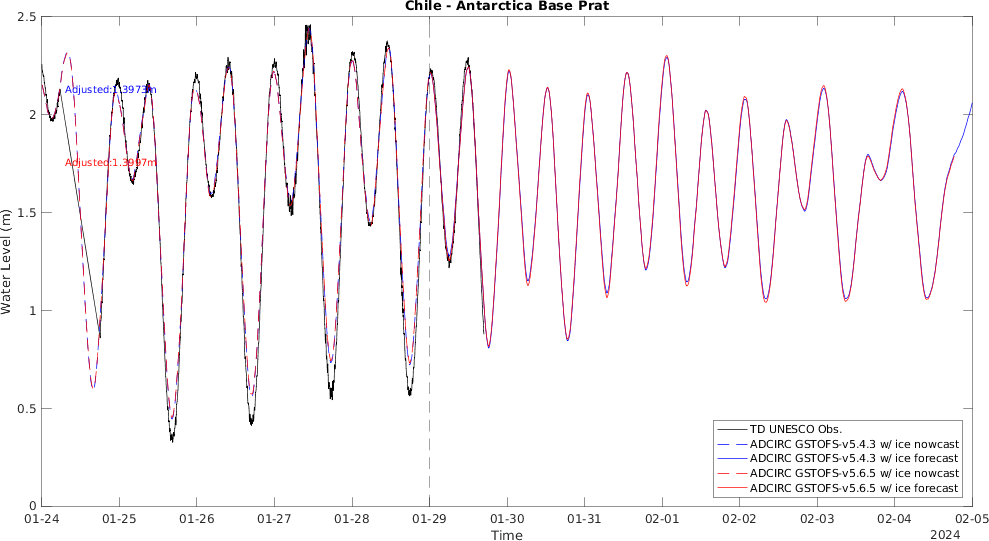 Chile - Antarctica Base Prat
2.5
2
1.5
1
0.5
0
Water Level (m)
Adjusted:1.3973m
Adjusted:1.3997m
TD UNESCO Obs.
ADCIRC GSTOFS-v5.4.3 w/ ice nowcast
ADCIRC GSTOFS-v5.4.3 w/ ice forecast
ADCIRC GSTOFS-v5.6.5 w/ ice nowcast
ADCIRC GSTOFS-v5.6.5 w/ ice forecast
01-24 01-25 01-26 01-27 01-28 01-29 01-30 01-31 02-01 02-02 02-03 02-04 02-05
Time
2024